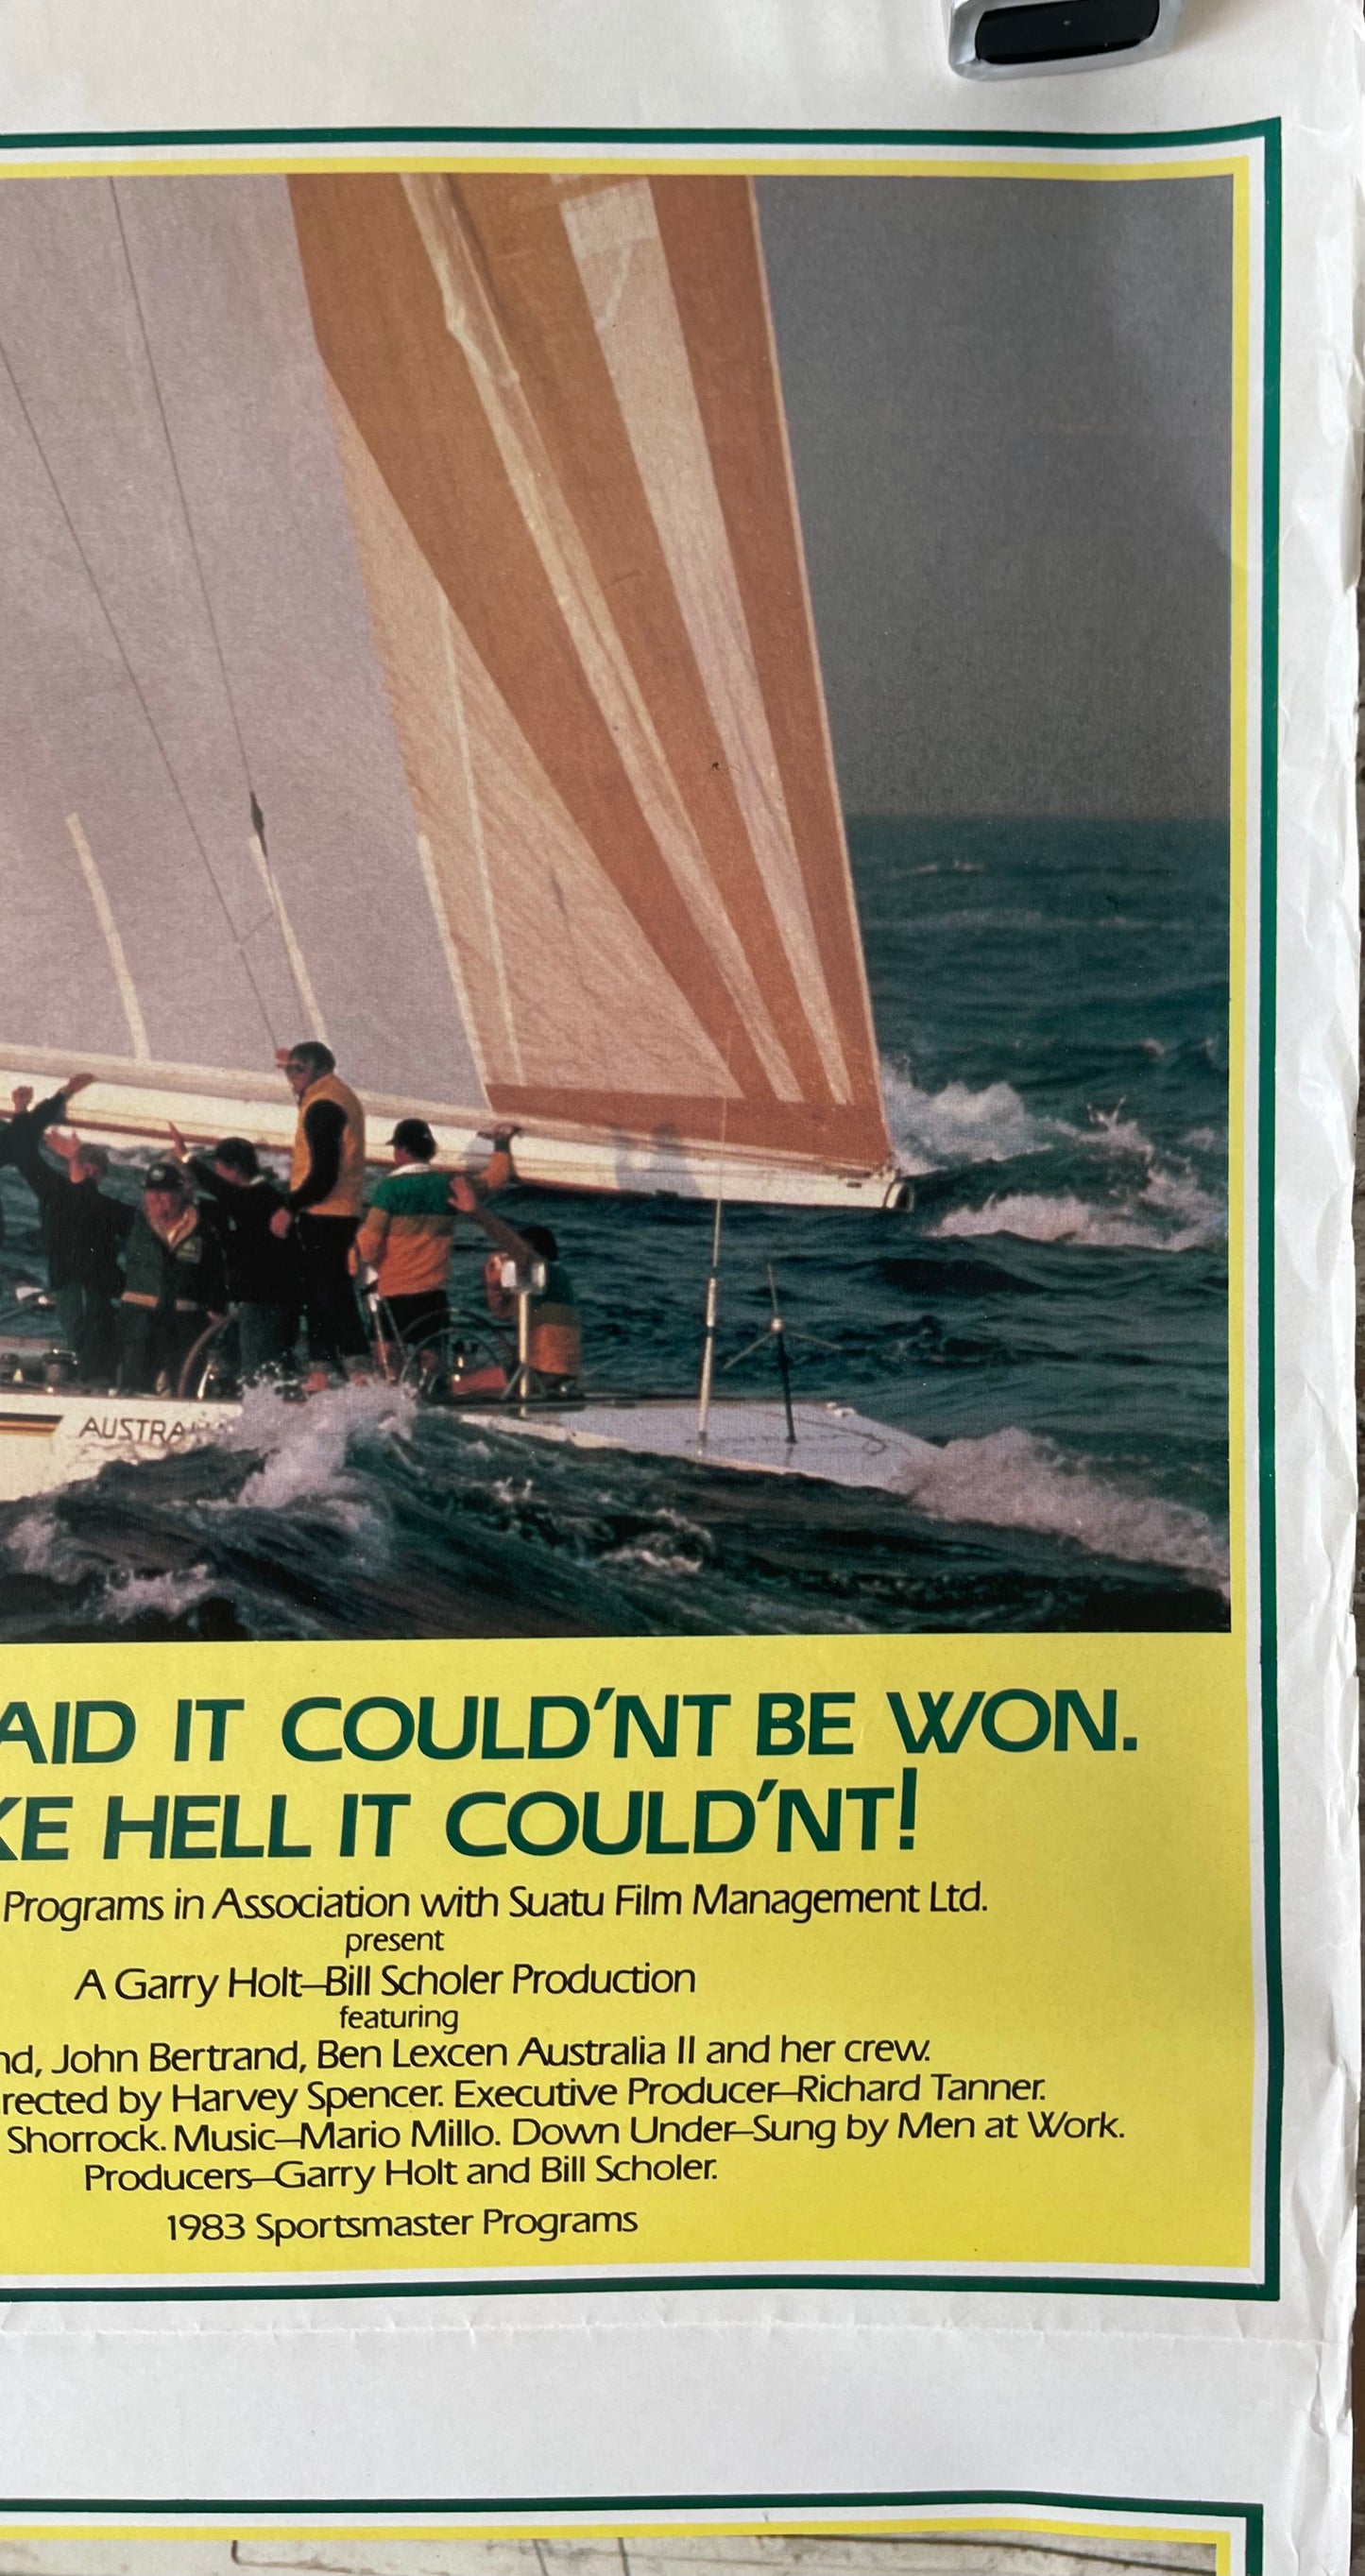 AUSTRA
AID IT COULD'NT BE WON.
KE HELL IT COULD'NT!
Programs in Association with Suatu Film Management Ltd.
present
A Garry Holt—Bill Scholer Production
featuring
nd, John Bertrand, Ben Lexcen Australia II and her crew.
rected by Harvey Spencer. Executive Producer—Richard Tanner.
Shorrock. Music—Mario Millo. Down Under—Sung by Men at Work.
Producers—Garry Holt and Bill Scholer.
1983 Sportsmaster Programs